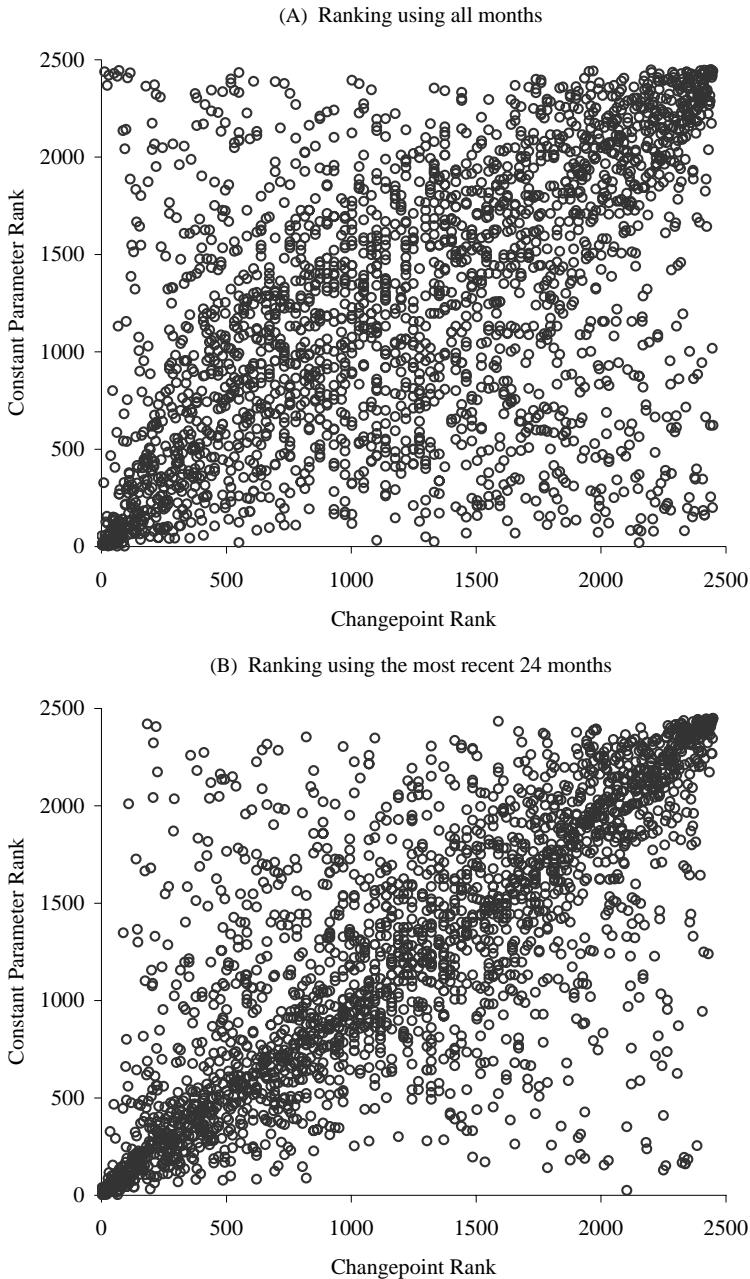 (A) Ranking using all months
2500
2000
1500
1000
500
0
Constant Parameter Rank
0 500 1000 1500 2000 2500
Changepoint Rank
(B) Ranking using the most recent 24 months
2500
2000
1500
1000
500
0
Constant Parameter Rank
0 500 1000 1500 2000 2500
Changepoint Rank